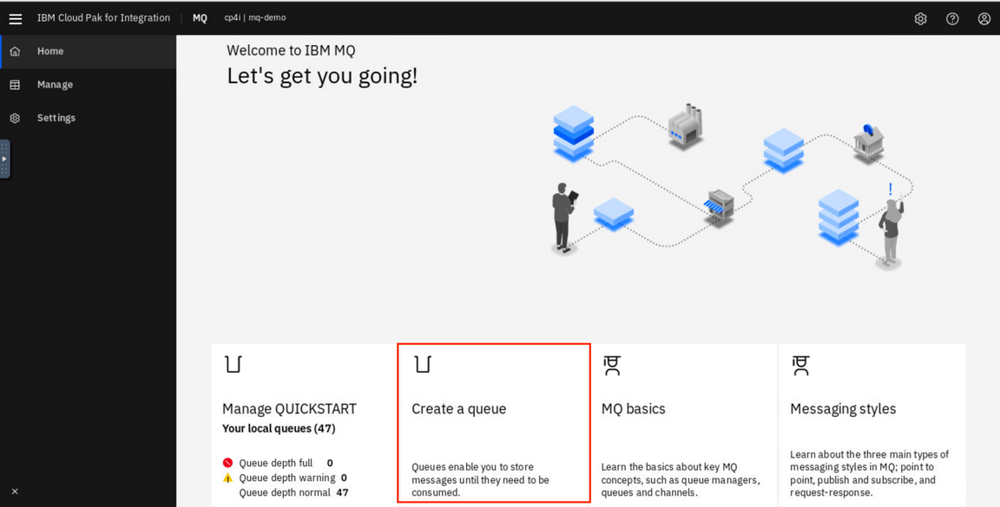 IBM Cloud Pak for Integration MQ cp4i | mq-demo
Home
Manage
Settings
Welcome to IBM MQ
Let's get you going!
Manage QUICKSTART
Your local queues (47)
Queue depth full 0
Queue depth warning 0
Queue depth normal 47
Create a queue
Queues enable you to store
messages until they need to be
consumed.
MQ basics
Learn the basics about key MQ
concepts, such as queue managers,
queues and channels.
Messaging styles
Learn about the three main types of
messaging styles in MQ; point to
point, publish and subscribe, and
request-response.